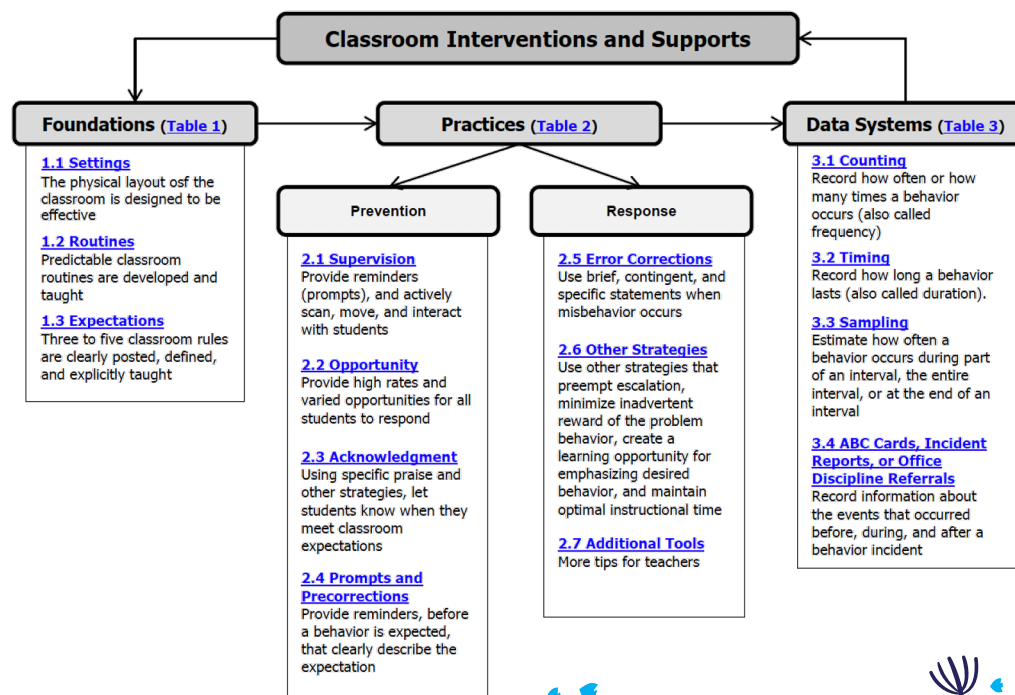 Classroom Interventions and Supports
Foundations (Table 1)
1.1 Settings
The physical layout osf the
classroom is designed to be
effective
1.2 Routines
Predictable classroom
routines are developed and
taught
1.3 Expectations
Three to five classroom rules
are clearly posted, defined,
and explicitly taught
Practices (Table 2)
Prevention
2.1 Supervision
Provide reminders
(prompts), and actively
scan, move, and interact
with students
2.2 Opportunity
Provide high rates and
varied opportunities for all
students to respond
2.3 Acknowledgment
Using specific praise and
other strategies, let
students know when they
meet classroom
expectations
2.4 Prompts and
Precorrections
Provide reminders, before
a behavior is expected,
that clearly describe the
expectation
Response
2.5 Error Corrections
Use brief, contingent, and
specific statements when
misbehavior occurs
2.6 Other Strategies
Use other strategies that
preempt escalation,
minimize inadvertent
reward of the problem
behavior, create a
learning opportunity for
emphasizing desired
behavior, and maintain
optimal instructional time
2.7 Additional Tools
More tips for teachers
Data Systems (Table 3)
3.1 Counting
Record how often or how
many times a behavior
occurs (also called
frequency)
3.2 Timing
Record how long a behavior
lasts (also called duration).
3.3 Sampling
Estimate how often a
behavior occurs during part
of an interval, the entire
interval, or at the end of an
interval
3.4 ABC Cards, Incident
Reports, or Office
Discipline Referrals
Record information about
the events that occurred
before, during, and after a
behavior incident